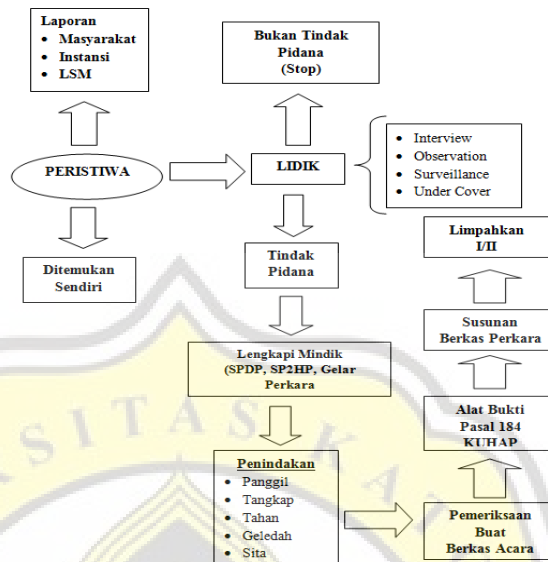 Laporan
• Masyarakat
• Instansi
• LSM
Bukan Tindak
Pidana
(Stop)
PERISTIWA
LIDIK
• Interview
• Observation
• Surveillance
• Under Cover
Ditemukan
Sendiri
Tindak
Pidana
Limpahkan
I/II
Lengkapi Mindik
(SPDP, SP2HP, Gelar
Perkara
Susunan
Berkas Perkara
Alat Bukti
Pasal 184
KUHAP
Penindakan
• Panggil
• Tangkap
• Tahan
• Geledah
• Sita
Pemeriksaan
Buat
Berkas Acara
ITAS KAT